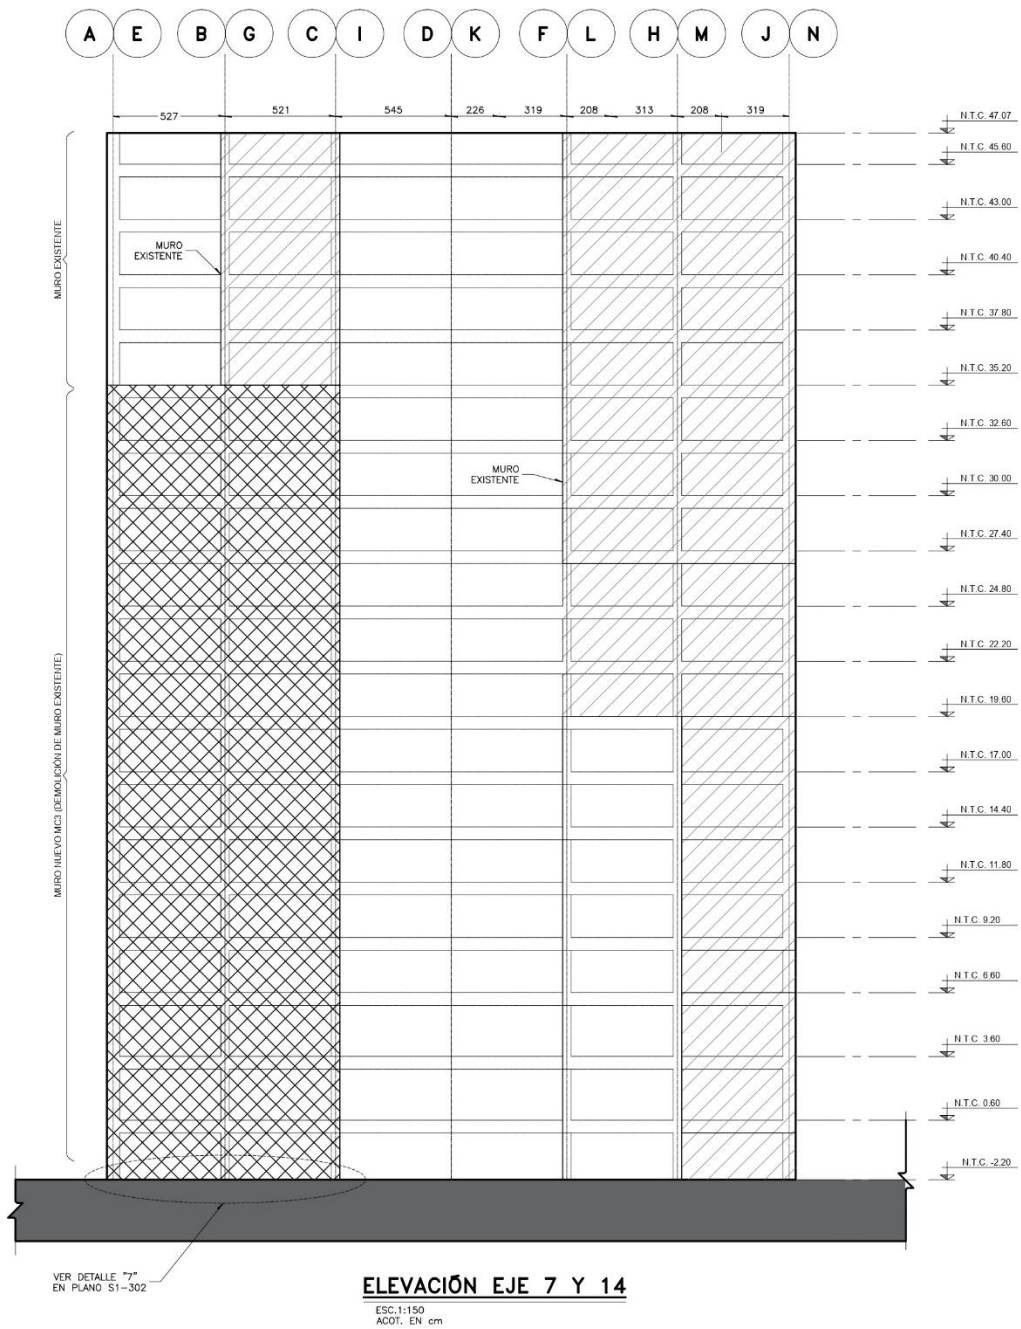 A E B G C I D K F L H M J N
527 521 545 226 319 208 313 208 319
N.T.C. 47.07
N.T.C. 45.60
N.T.C. 43.00
MURO EXISTENTE
MURO
EXISTENTE
N.T.C. 40.40
N.T.C. 37.80
N.T.C. 35.20
N.T.C. 32.60
MURO
EXISTENTE
N.T.C. 30.00
N.T.C. 27.40
N.T.C. 24.80
N.T.C. 22.20
N.T.C. 19.60
MURO NUEVO MC3 (DEMOLICIÓN DE MURO EXISTENTE)
N.T.C. 17.00
N.T.C. 14.40
N.T.C. 11.80
N.T.C. 9.20
N.T.C 6.60
N.T.C 3.60
N.T.C. 0.60
N.T.C. -2.20
VER DETALLE "7"
EN PLANO S1-302
ELEVACIÓN EJE 7 Y 14
ESC.1:150
ACOT. EN cm